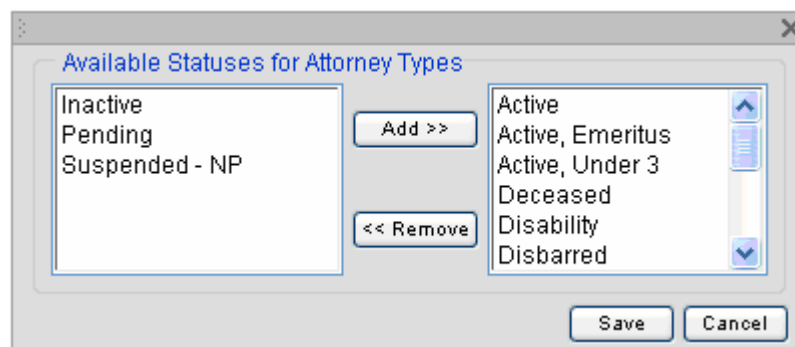 Available Statuses for Attorney Types
Inactive
Pending
Suspended - NP
Add >>
<< Remove
Active
Active, Emeritus
Active, Under 3
Deceased
Disability
Disbarred
Save
Cancel